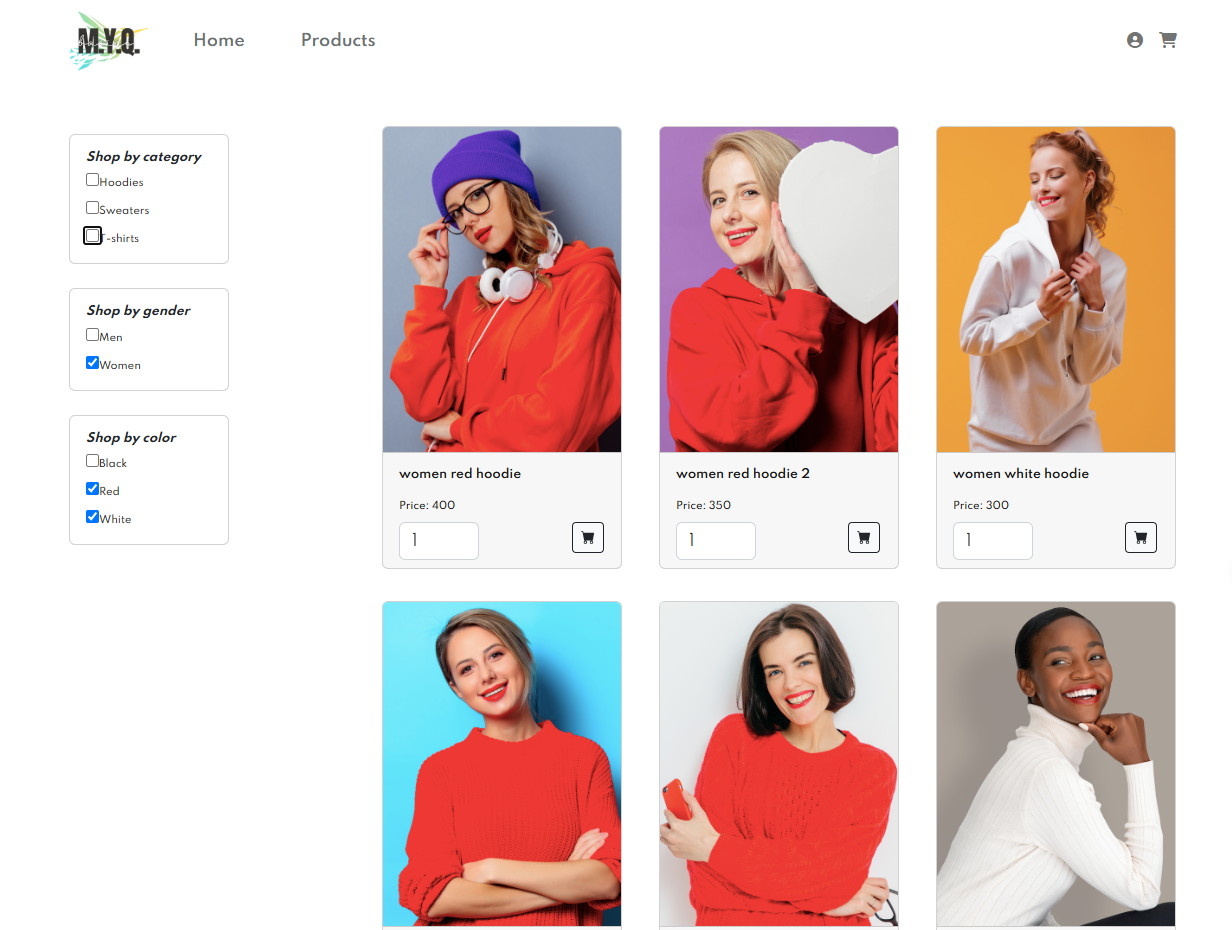 M.Y.Q.
Home
Products
Shop by category
Hoodies
Sweaters
-shirts
Shop by gender
Men
Women
Shop by color
Black
Red
White
women red hoodie
Price: 400
1
women red hoodie 2
Price: 350
1
women white hoodie
Price: 300
1